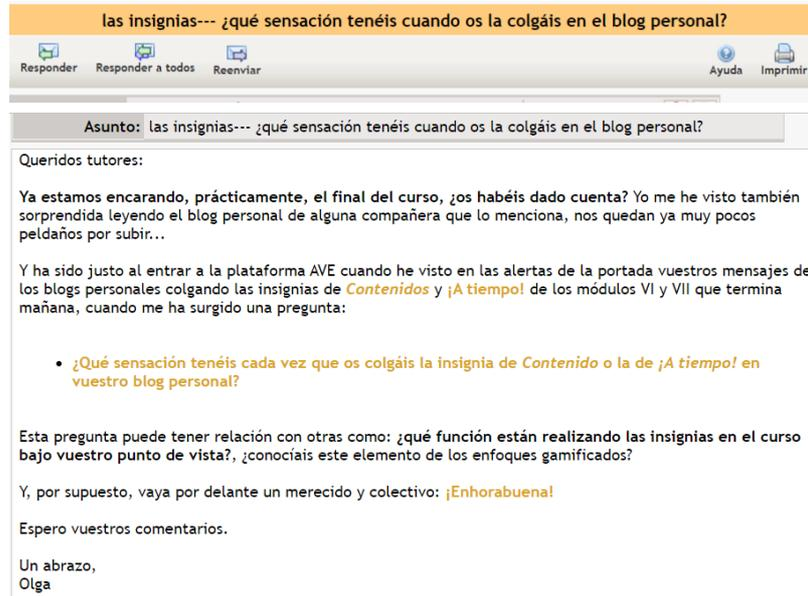 las insignias--- ¿qué sensación tenéis cuando os la colgáis en el blog personal?
Responder Responder a todos Reenviar Ayuda Imprimir
Asunto: las insignias--- ¿qué sensación tenéis cuando os la colgáis en el blog personal?
Queridos tutores:
Ya estamos encarando, prácticamente, el final del curso, ¿os habéis dado cuenta? Yo me he visto también
sorprendida leyendo el blog personal de alguna compañera que lo menciona, nos quedan ya muy pocos
peldaños por subir...
Y ha sido justo al entrar a la plataforma AVE cuando he visto en las alertas de la portada vuestros mensajes de
los blogs personales colgando las insignias de Contenidos y ¡A tiempo! de los módulos VI y VII que termina
mañana, cuando me ha surgido una pregunta:
• ¿Qué sensación tenéis cada vez que os colgáis la insignia de Contenido o la de ¡A tiempo! en
vuestro blog personal?
Esta pregunta puede tener relación con otras como: ¿qué función están realizando las insignias en el curso
bajo vuestro punto de vista?, ¿conocíais este elemento de los enfoques gamificados?
Y, por supuesto, vaya por delante un merecido y colectivo: ¡Enhorabuena!
Espero vuestros comentarios.
Un abrazo,
Olga